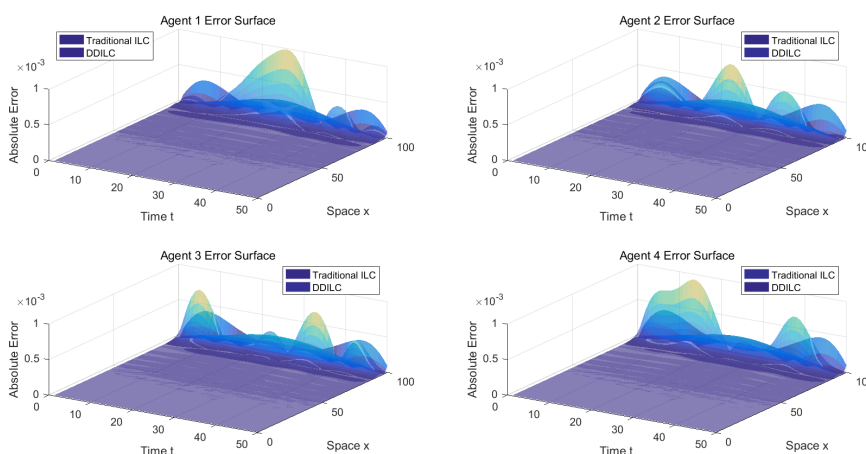 Agent 1 Error Surface
Traditional ILC
DDILC
×10⁻³
1
0.5
0
Absolute Error
0
10
20
30
40
50
Time t
0
50
100
Space x
Agent 2 Error Surface
Traditional ILC
DDILC
×10⁻³
1
0.5
0
Absolute Error
0
10
20
30
40
50
Time t
0
50
10
Space x
Agent 3 Error Surface
Traditional ILC
DDILC
×10⁻³
1
0.5
0
Absolute Error
0
10
20
30
40
50
Time t
0
50
100
Space x
Agent 4 Error Surface
Traditional ILC
DDILC
×10⁻³
1
0.5
0
Absolute Error
0
10
20
30
40
50
Time t
0
50
10
Space x